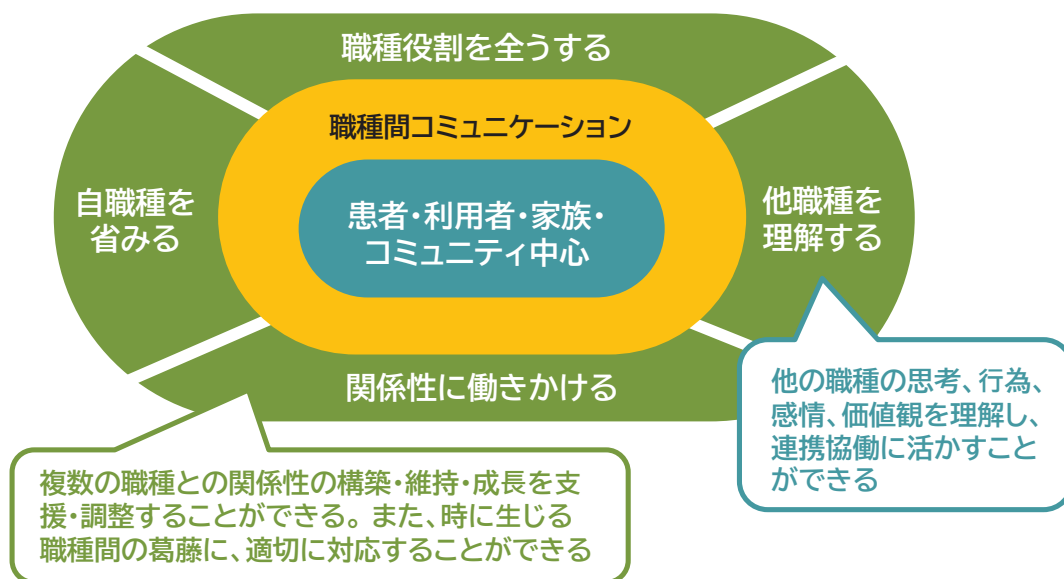 職種役割を全うする
職種間コミュニケーション
患者・利用者・家族・
コミュニティ中心
自職種を
省みる
他職種を
理解する
関係性に働きかける
他の職種の思考、行為、
感情、価値観を理解し、
連携協働に活かすこと
ができる
複数の職種との関係性の構築・維持・成長を支
援・調整することができる。また、時に生じる
職種間の葛藤に、適切に対応することができる